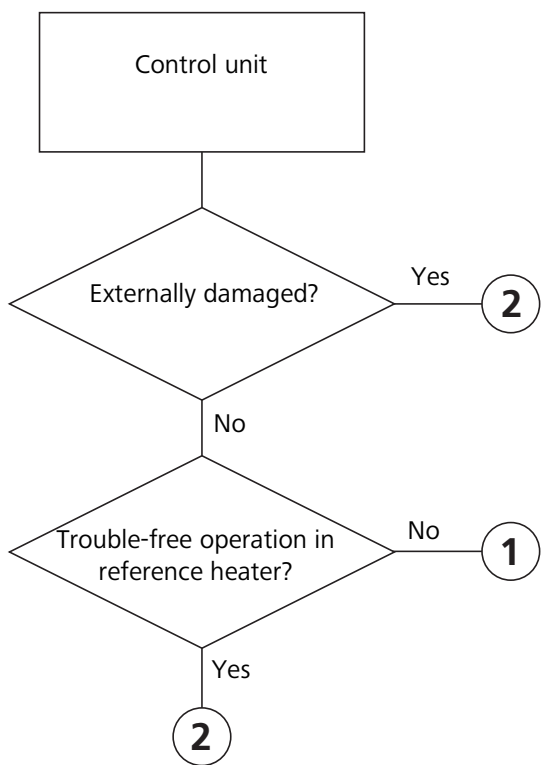 Control unit
Externally damaged?
Yes
2
No
Trouble-free operation in
reference heater?
No
1
Yes
2